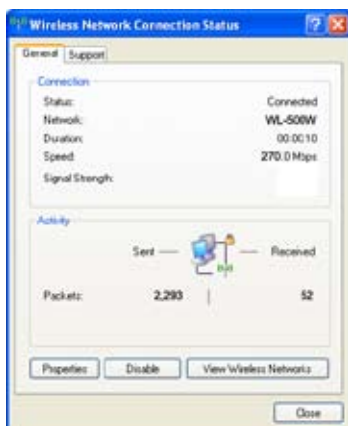 Wireless Network Connection Status
General Support
Connection
Status: Connected
Network: WL-500W
Duration: 00:00:10
Speed: 270.0 Mbps
Signal Strength:
Activity
Sent — — Received
Packets: 2,293 | 52
Properties Disable View Wireless Networks
Close